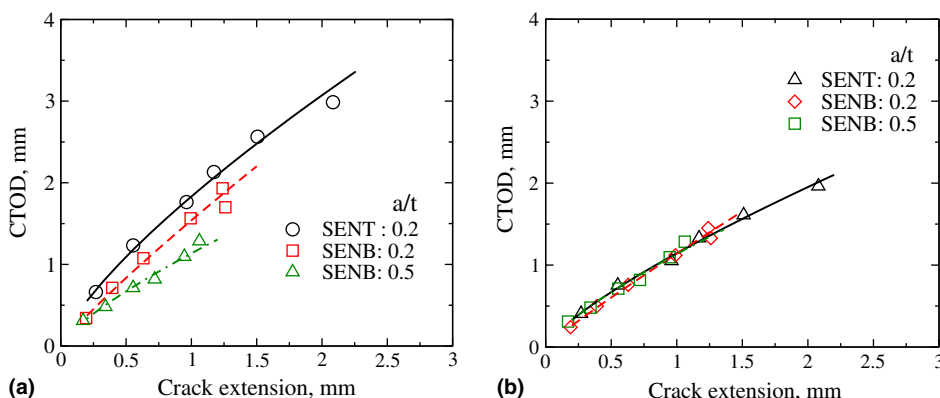 4
3
2
1
0
CTOD, mm
a/t
SENT : 0.2
SENB: 0.2
SENB: 0.5
0 0.5 1 1.5 2 2.5 3
(a) Crack extension, mm
4
3
2
1
0
CTOD, mm
a/t
SENT: 0.2
SENB: 0.2
SENB: 0.5
0 0.5 1 1.5 2 2.5 3
(b) Crack extension, mm